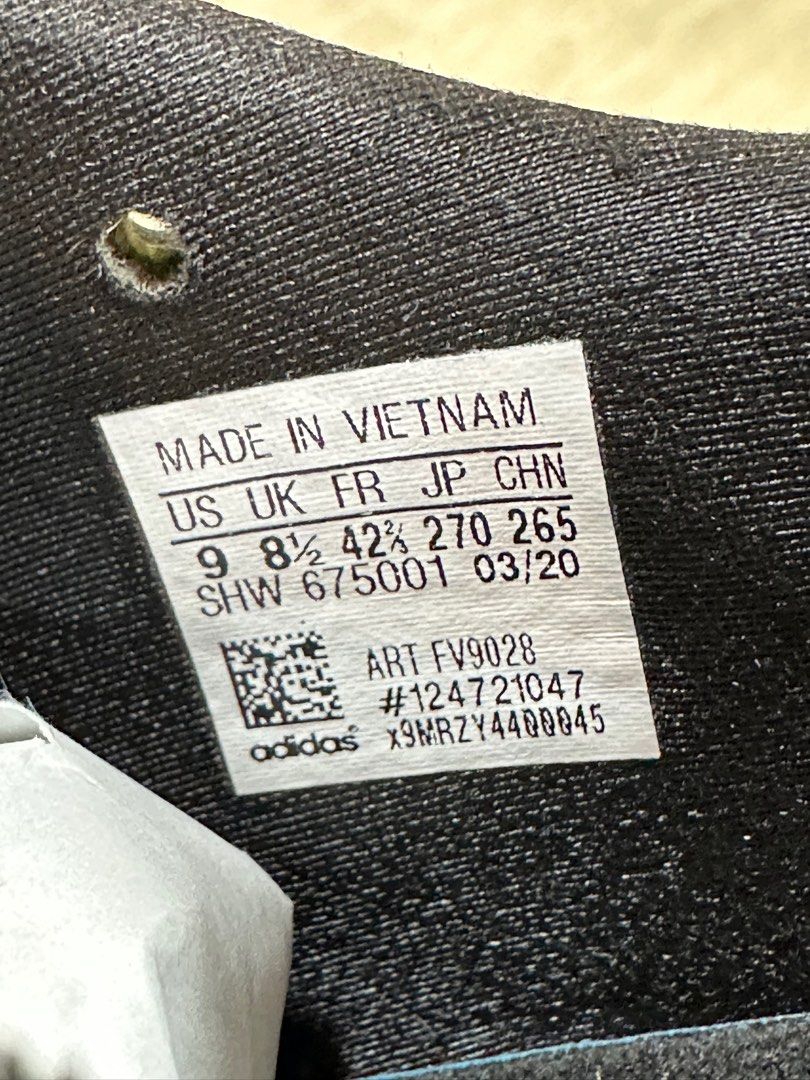 MADE IN VIETNAM
US UK FR JP CHN
9 8½ 42⅔ 270 265
SHW 675001 03/20
ART FV9028
#124721047
x9MRZY4400045
adidas